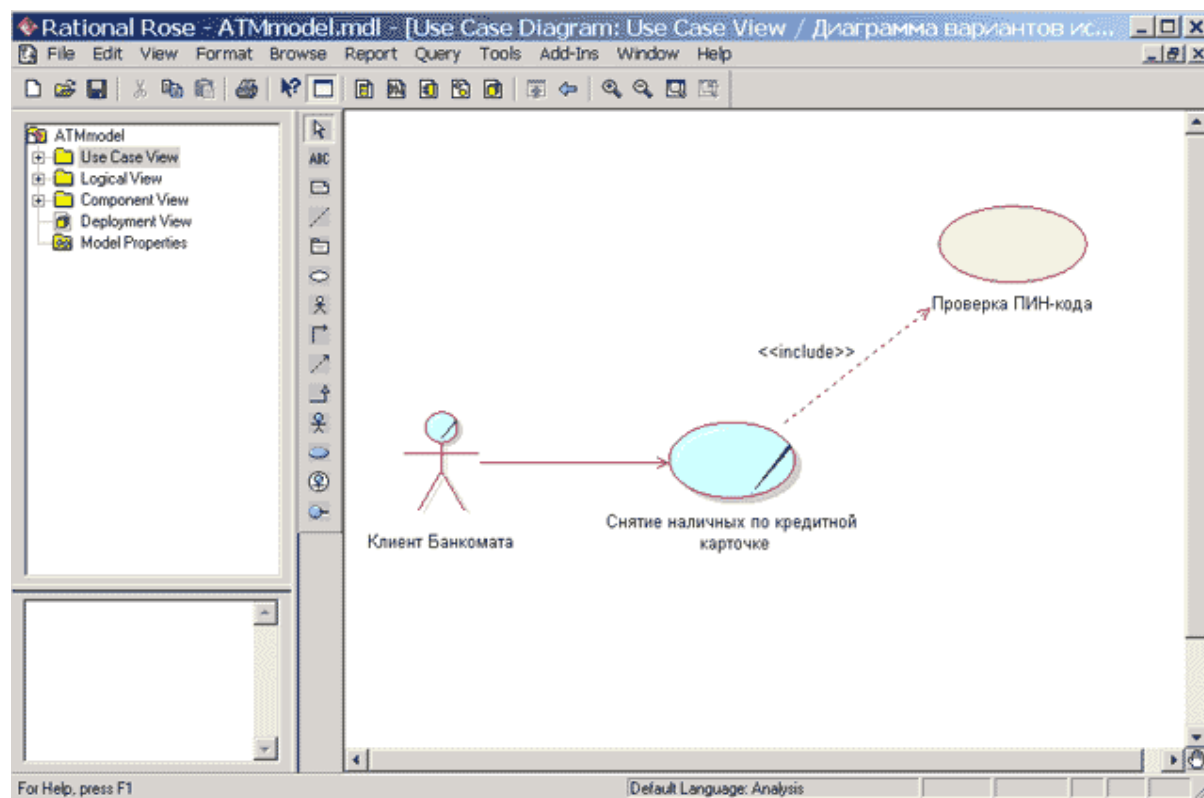 Rational Rose - ATMmodel.mdl - [Use Case Diagram: Use Case View / Диаграмма вариантов ис...
File Edit View Format Browse Report Query Tools Add-Ins Window Help
ATMmodel
Use Case View
Logical View
Component View
Deployment View
Model Properties
ABC
Проверка ПИН-кода
<<include>>
Клиент Банкомата
Снятие наличных по кредитной
карточке
For Help, press F1
Default Language: Analysis